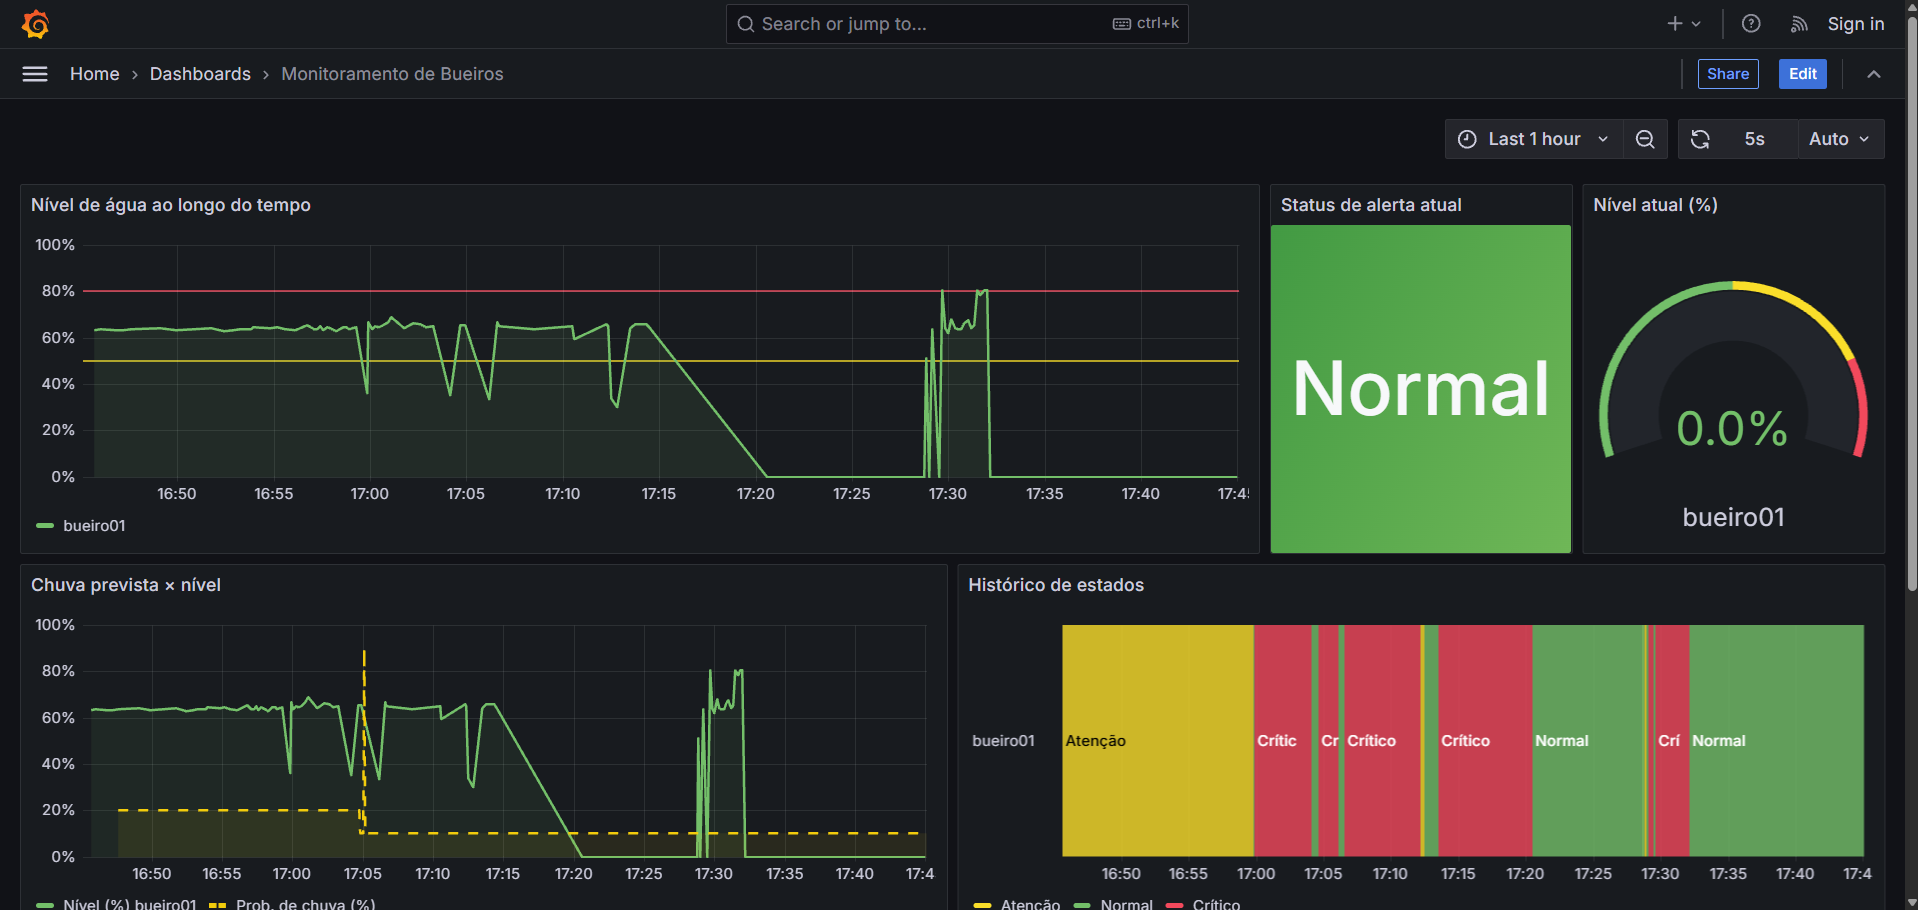 Search or jump to...
ctrl+k
Sign in
Home › Dashboards › Monitoramento de Bueiros
Share
Edit
Last 1 hour
5s
Auto
Nível de água ao longo do tempo
100%
80%
60%
40%
20%
0%
16:50 16:55 17:00 17:05 17:10 17:15 17:20 17:25 17:30 17:35 17:40 17:4
bueiro01
Status de alerta atual
Normal
Nível atual (%)
0.0%
bueiro01
Chuva prevista × nível
100%
80%
60%
40%
20%
0%
16:50 16:55 17:00 17:05 17:10 17:15 17:20 17:25 17:30 17:35 17:40 17:4
Nível (%) bueiro01 Prob. de chuva (%)
Histórico de estados
bueiro01
Atenção Crític Cr Crítico Crítico Normal Crí Normal
16:50 16:55 17:00 17:05 17:10 17:15 17:20 17:25 17:30 17:35 17:40 17:4
Atenção Normal Crítico